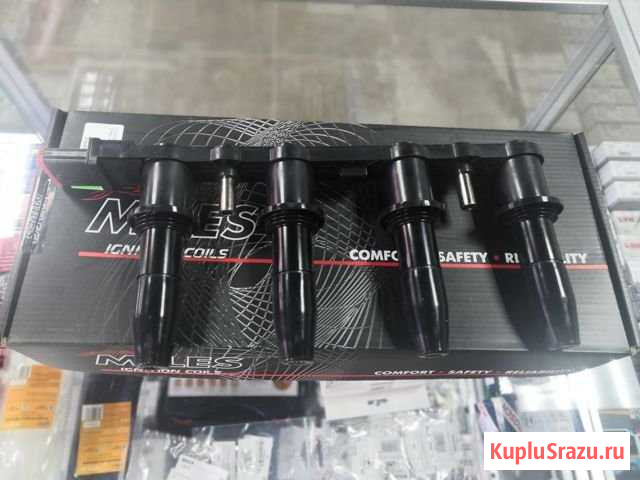 MILES
IGNITION COILS
COMFORT • SAFETY • RELIABILITY
MILES
IGNITION COILS
COMFORT • SAFETY • RELIABILITY
KupluSrazu.ru